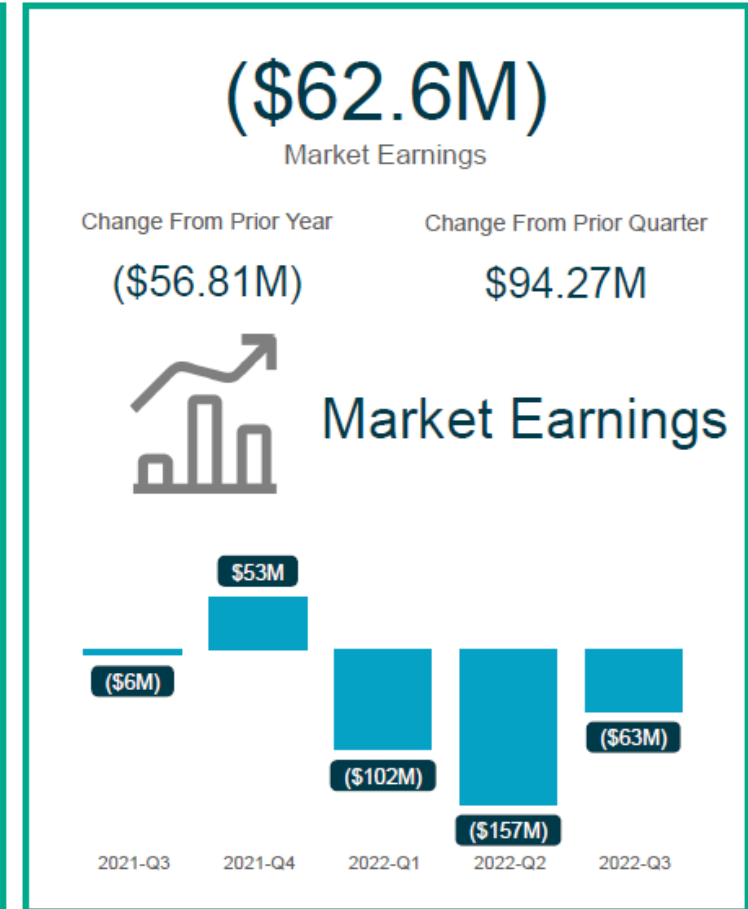 ($62.6M)
Market Earnings
Change From Prior Year
Change From Prior Quarter
($56.81M)
$94.27M
Market Earnings
$53M
($6M)
($63M)
($102M)
($157M)
2021-Q3 2021-Q4 2022-Q1 2022-Q2 2022-Q3